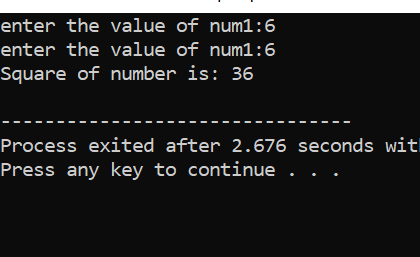 enter the value of num1:6
enter the value of num1:6
Square of number is: 36
--------------------------------
Process exited after 2.676 seconds wit
Press any key to continue . . .